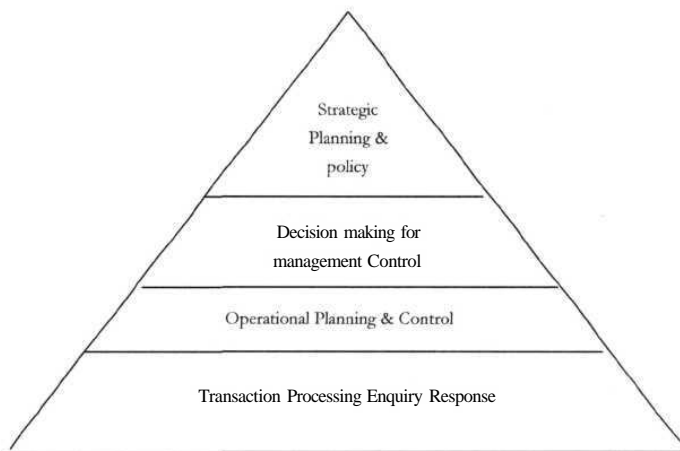 Strategic
Planning &
policy
Decision making for
management Control
Operational Planning & Control
Transaction Processing Enquiry Response